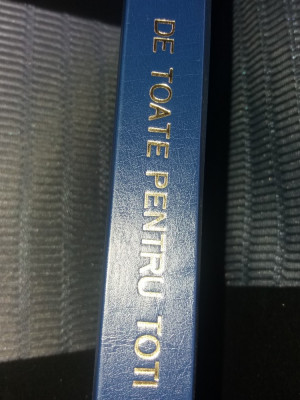 DE TOATE PENTRU TOTI